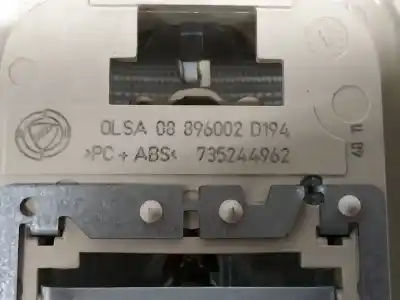 OLSA 08 896002 D194
>PC + ABS< 735244962